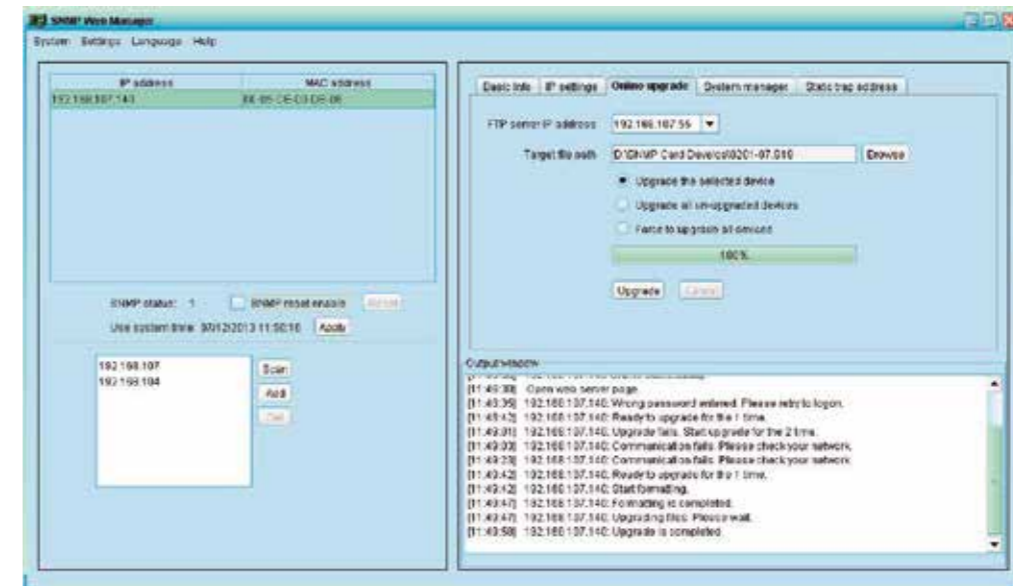 SNMP Web Manager
System Settings Language Help
IP address MAC address
SNMP status: 1 SNMP reset enable Reset
Use system time 11:50:16 Apply
192.168.107
192.168.104
Scan
Add
Del
Basic Info IP settings Online upgrade System manager Static trap address
FTP server IP address 192.168.107.55
Target file path Browse
Upgrade the selected device
Upgrade all un-upgraded devices
Force to upgrade all devices
100%
Upgrade Cancel
Output window
Open web server page.
192.168.107.140: Wrong password entered. Please retry to logon.
192.168.107.140: Ready to upgrade for the 1 time.
[11:49:01] 192.168.107.140: Upgrade fails. Start upgrade for the 2 time.
[11:49:03] 192.168.107.140: Communication fails. Please check your network.
[11:49:23] 192.168.107.140: Communication fails. Please check your network.
[11:49:42] 192.168.107.140: Ready to upgrade for the 1 time.
[11:49:42] 192.168.107.140: Start formatting.
[11:49:47] 192.168.107.140: Formatting is completed.
[11:49:47] 192.168.107.140: Upgrading files. Please wait.
[11:49:58] 192.168.107.140: Upgrade is completed.